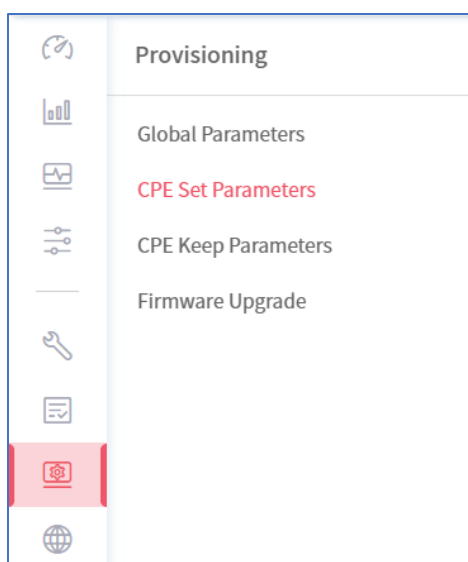 Provisioning
Global Parameters
CPE Set Parameters
CPE Keep Parameters
Firmware Upgrade